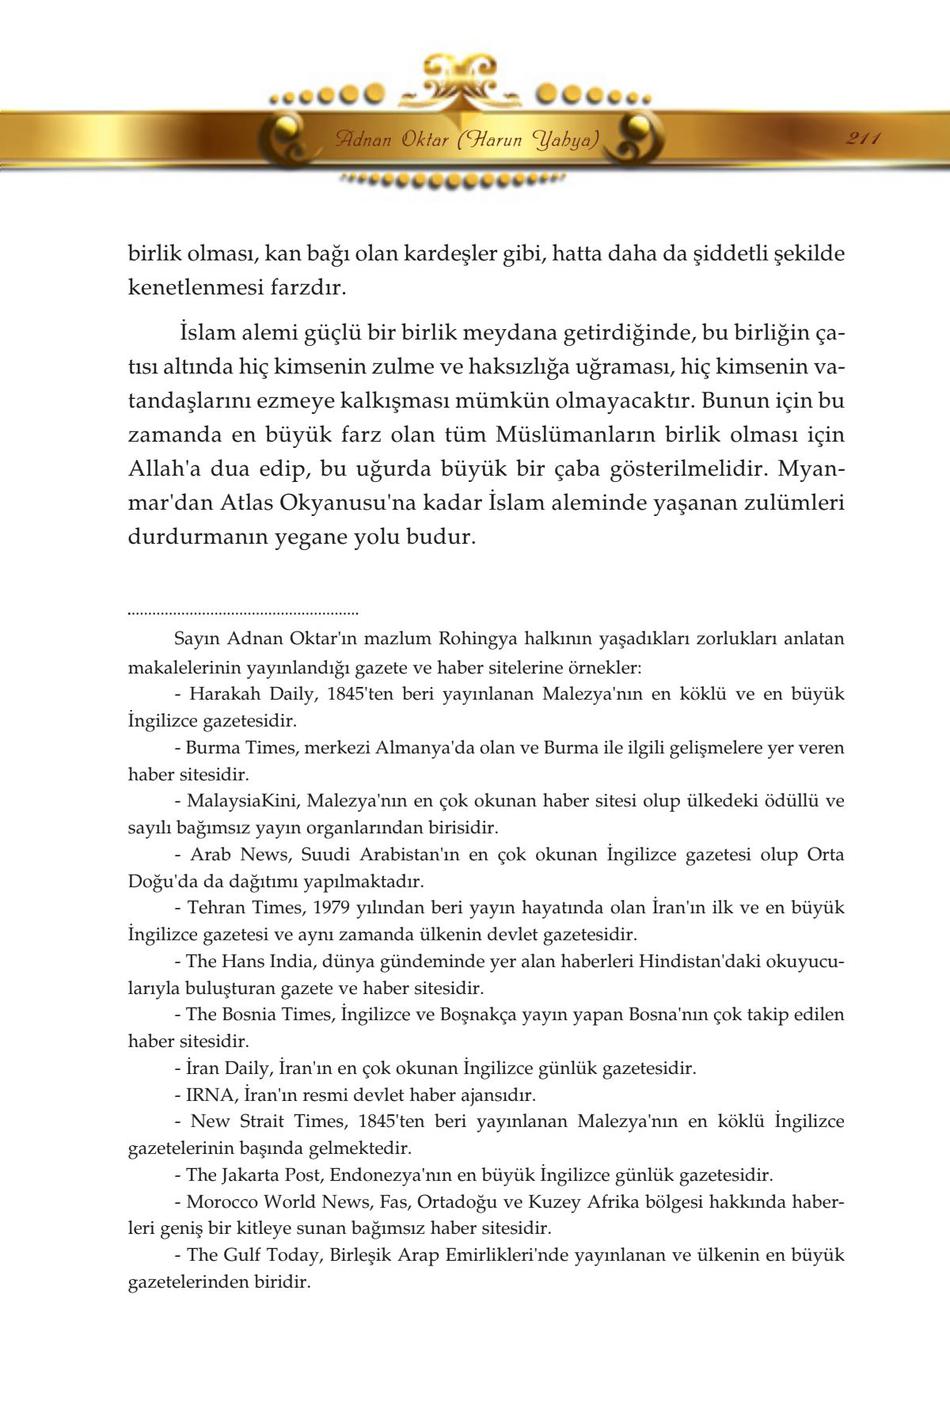 Adnan Oktar (Harun Yahya)
211
birlik olması, kan bağı olan kardeşler gibi, hatta daha da şiddetli şekilde
kenetlenmesi farzdır.
İslam alemi güçlü bir birlik meydana getirdiğinde, bu birliğin ça-
tısı altında hiç kimsenin zulme ve haksızlığa uğraması, hiç kimsenin va-
tandaşlarını ezmeye kalkışması mümkün olmayacaktır. Bunun için bu
zamanda en büyük farz olan tüm Müslümanların birlik olması için
Allah'a dua edip, bu uğurda büyük bir çaba gösterilmelidir. Myan-
mar'dan Atlas Okyanusu'na kadar İslam aleminde yaşanan zulümleri
durdurmanın yegane yolu budur.
Sayın Adnan Oktar'ın mazlum Rohingya halkının yaşadıkları zorlukları anlatan
makalelerinin yayınlandığı gazete ve haber sitelerine örnekler:
- Harakah Daily, 1845'ten beri yayınlanan Malezya'nın en köklü ve en büyük
İngilizce gazetesidir.
- Burma Times, merkezi Almanya'da olan ve Burma ile ilgili gelişmelere yer veren
haber sitesidir.
- MalaysiaKini, Malezya'nın en çok okunan haber sitesi olup ülkedeki ödüllü ve
sayılı bağımsız yayın organlarından birisidir.
- Arab News, Suudi Arabistan'ın en çok okunan İngilizce gazetesi olup Orta
Doğu'da da dağıtımı yapılmaktadır.
- Tehran Times, 1979 yılından beri yayın hayatında olan İran'ın ilk ve en büyük
İngilizce gazetesi ve aynı zamanda ülkenin devlet gazetesidir.
- The Hans India, dünya gündeminde yer alan haberleri Hindistan'daki okuyucu-
larıyla buluşturan gazete ve haber sitesidir.
- The Bosnia Times, İngilizce ve Boşnakça yayın yapan Bosna'nın çok takip edilen
haber sitesidir.
- İran Daily, İran'ın en çok okunan İngilizce günlük gazetesidir.
- IRNA, İran'ın resmi devlet haber ajansıdır.
- New Strait Times, 1845'ten beri yayınlanan Malezya'nın en köklü İngilizce
gazetelerinin başında gelmektedir.
- The Jakarta Post, Endonezya'nın en büyük İngilizce günlük gazetesidir.
- Morocco World News, Fas, Ortadoğu ve Kuzey Afrika bölgesi hakkında haber-
leri geniş bir kitleye sunan bağımsız haber sitesidir.
- The Gulf Today, Birleşik Arap Emirlikleri'nde yayınlanan ve ülkenin en büyük
gazetelerinden biridir.